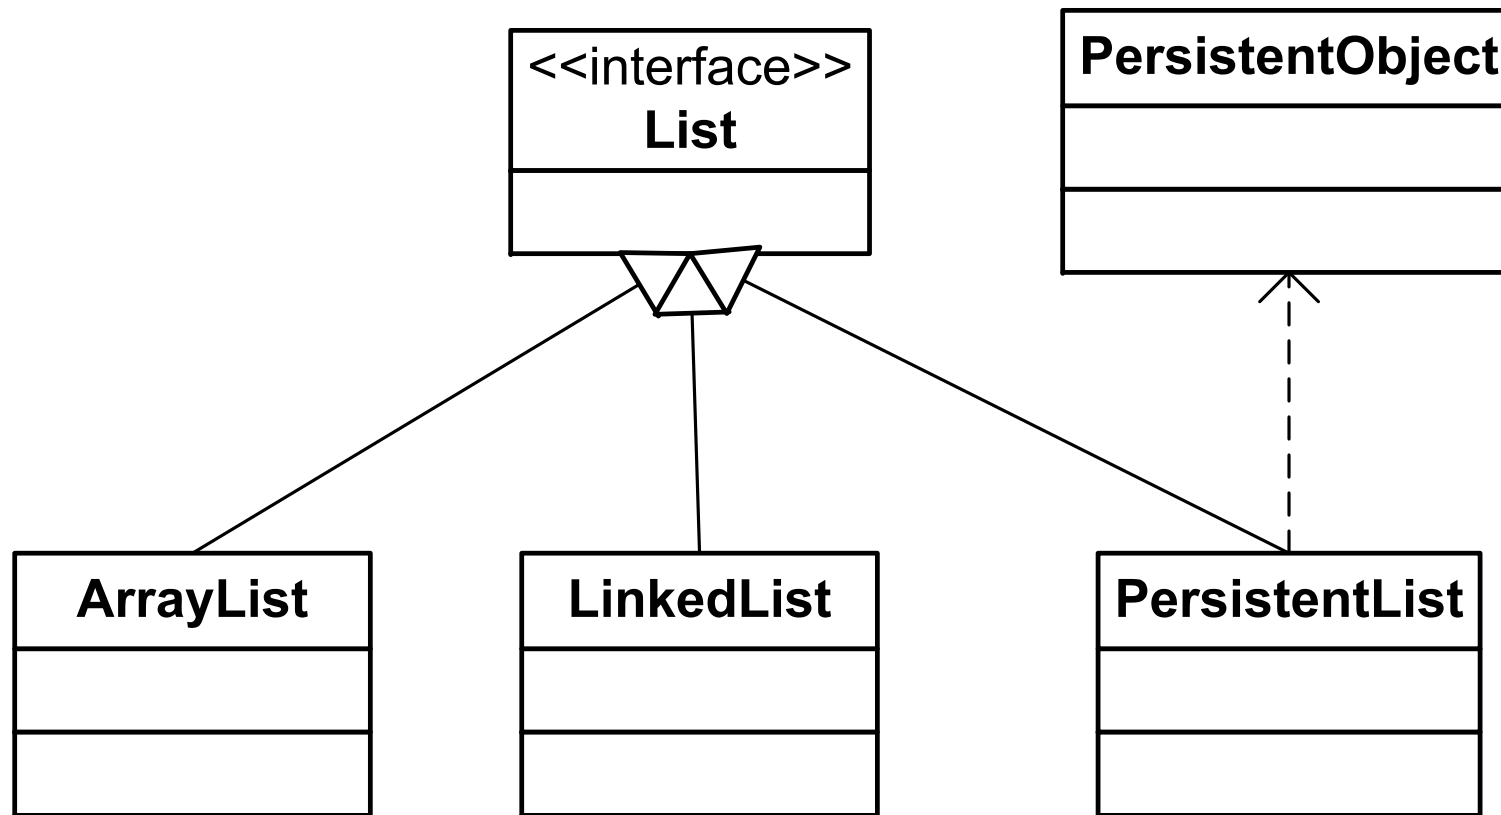 <<interface>>
List
PersistentObject
ArrayList
LinkedList
PersistentList